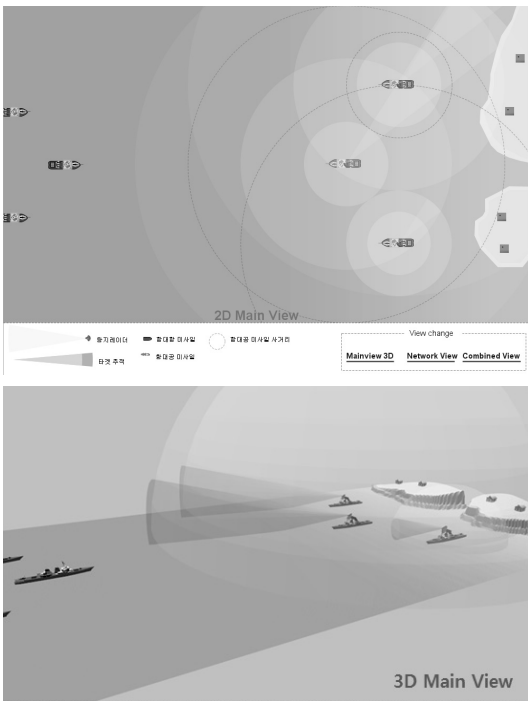 2D Main View
탐지레이더
함대함 미사일
함대공 미사일 사거리
타겟 추적
함대공 미사일
View change
Mainview 3D Network View Combined View
3D Main View